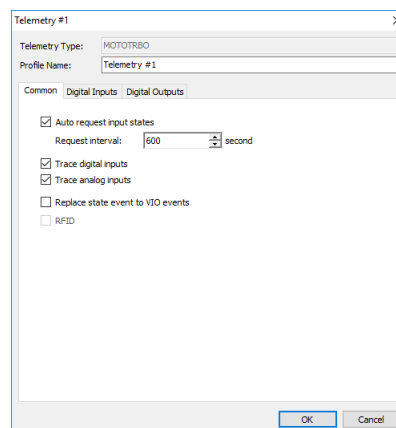 Telemetry #1
Telemetry Type: MOTOTRBO
Profile Name: Telemetry #1
Common Digital Inputs Digital Outputs
Auto request input states
Request interval: 600 second
Trace digital inputs
Trace analog inputs
Replace state event to VIO events
RFID
OK Cancel